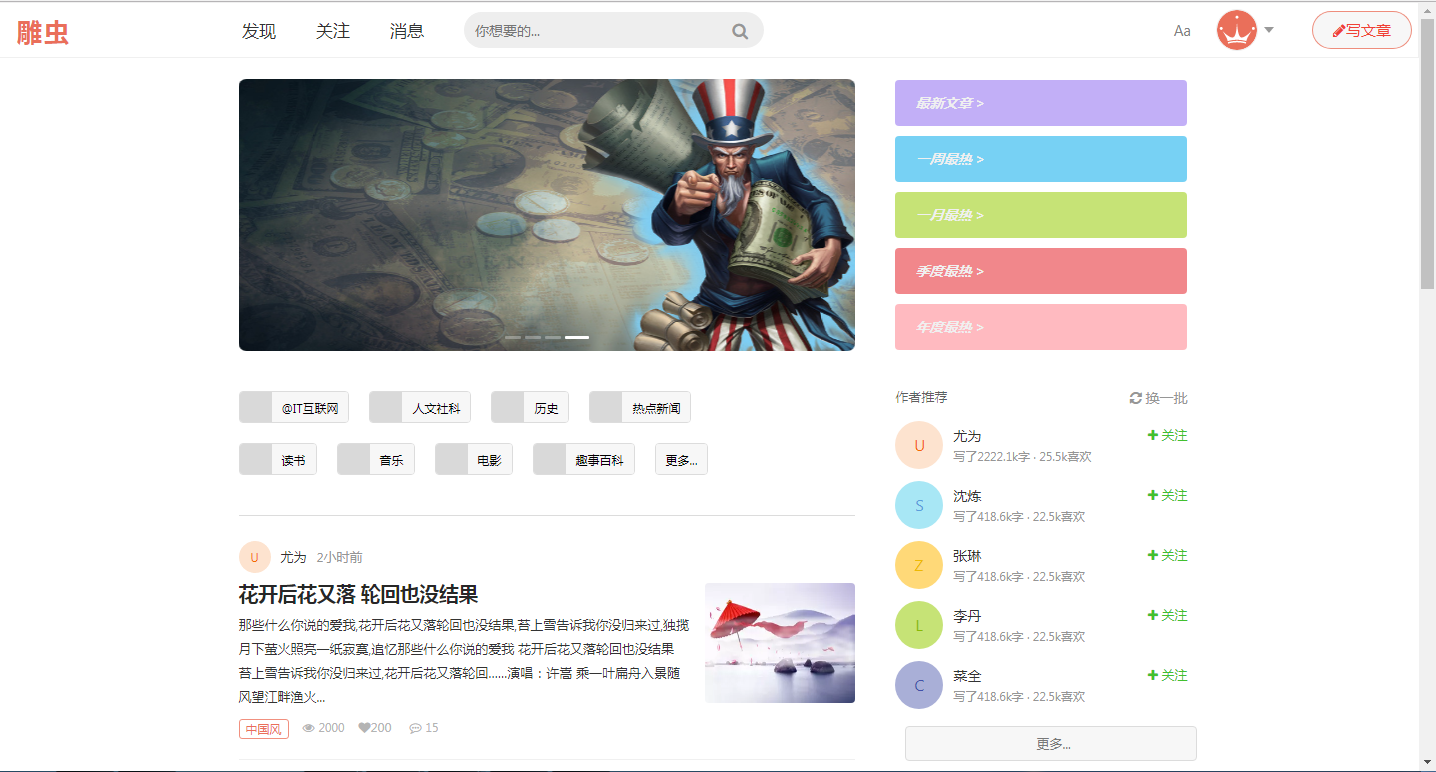 雕虫
发现 关注 消息 你想要的... Aa 写文章
最新文章 >
一周最热 >
一月最热 >
季度最热 >
年度最热 >
@IT互联网 人文社科 历史 热点新闻
读书 音乐 电影 趣事百科 更多...
U 尤为 2小时前
花开后花又落 轮回也没结果
那些什么你说的爱我,花开后花又落轮回也没结果,苔上雪告诉我你没归来过,独揽
月下萤火照亮一纸寂寞,追忆那些什么你说的爱我 花开后花又落轮回也没结果
苔上雪告诉我你没归来过,花开后花又落轮回......演唱：许嵩 乘一叶扁舟入景随
风望江畔渔火...
中国风 2000 200 15
作者推荐 换一批
U 尤为 关注
写了2222.1k字 · 25.5k喜欢
S 沈炼 关注
写了418.6k字 · 22.5k喜欢
Z 张琳 关注
写了418.6k字 · 22.5k喜欢
L 李丹 关注
写了418.6k字 · 22.5k喜欢
C 菜全 关注
写了418.6k字 · 22.5k喜欢
更多...